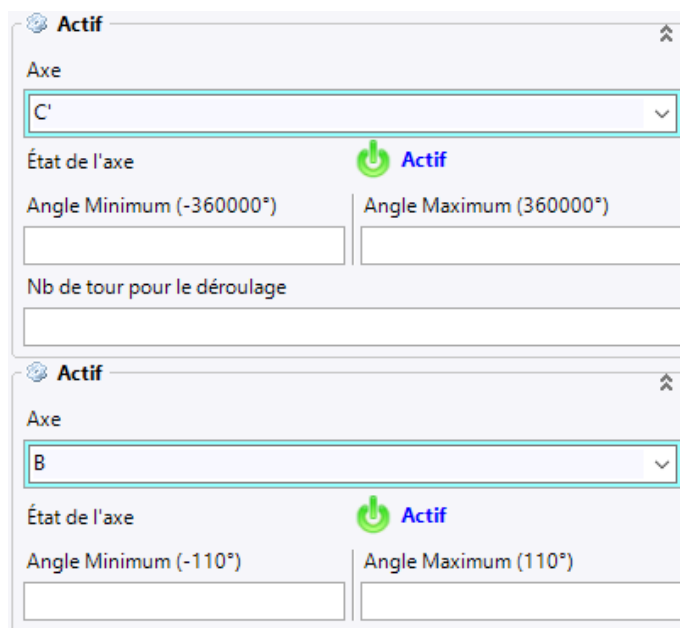 Actif
Axe
C'
État de l'axe Actif
Angle Minimum (-360000°) Angle Maximum (360000°)
Nb de tour pour le déroulage
Actif
Axe
B
État de l'axe Actif
Angle Minimum (-110°) Angle Maximum (110°)